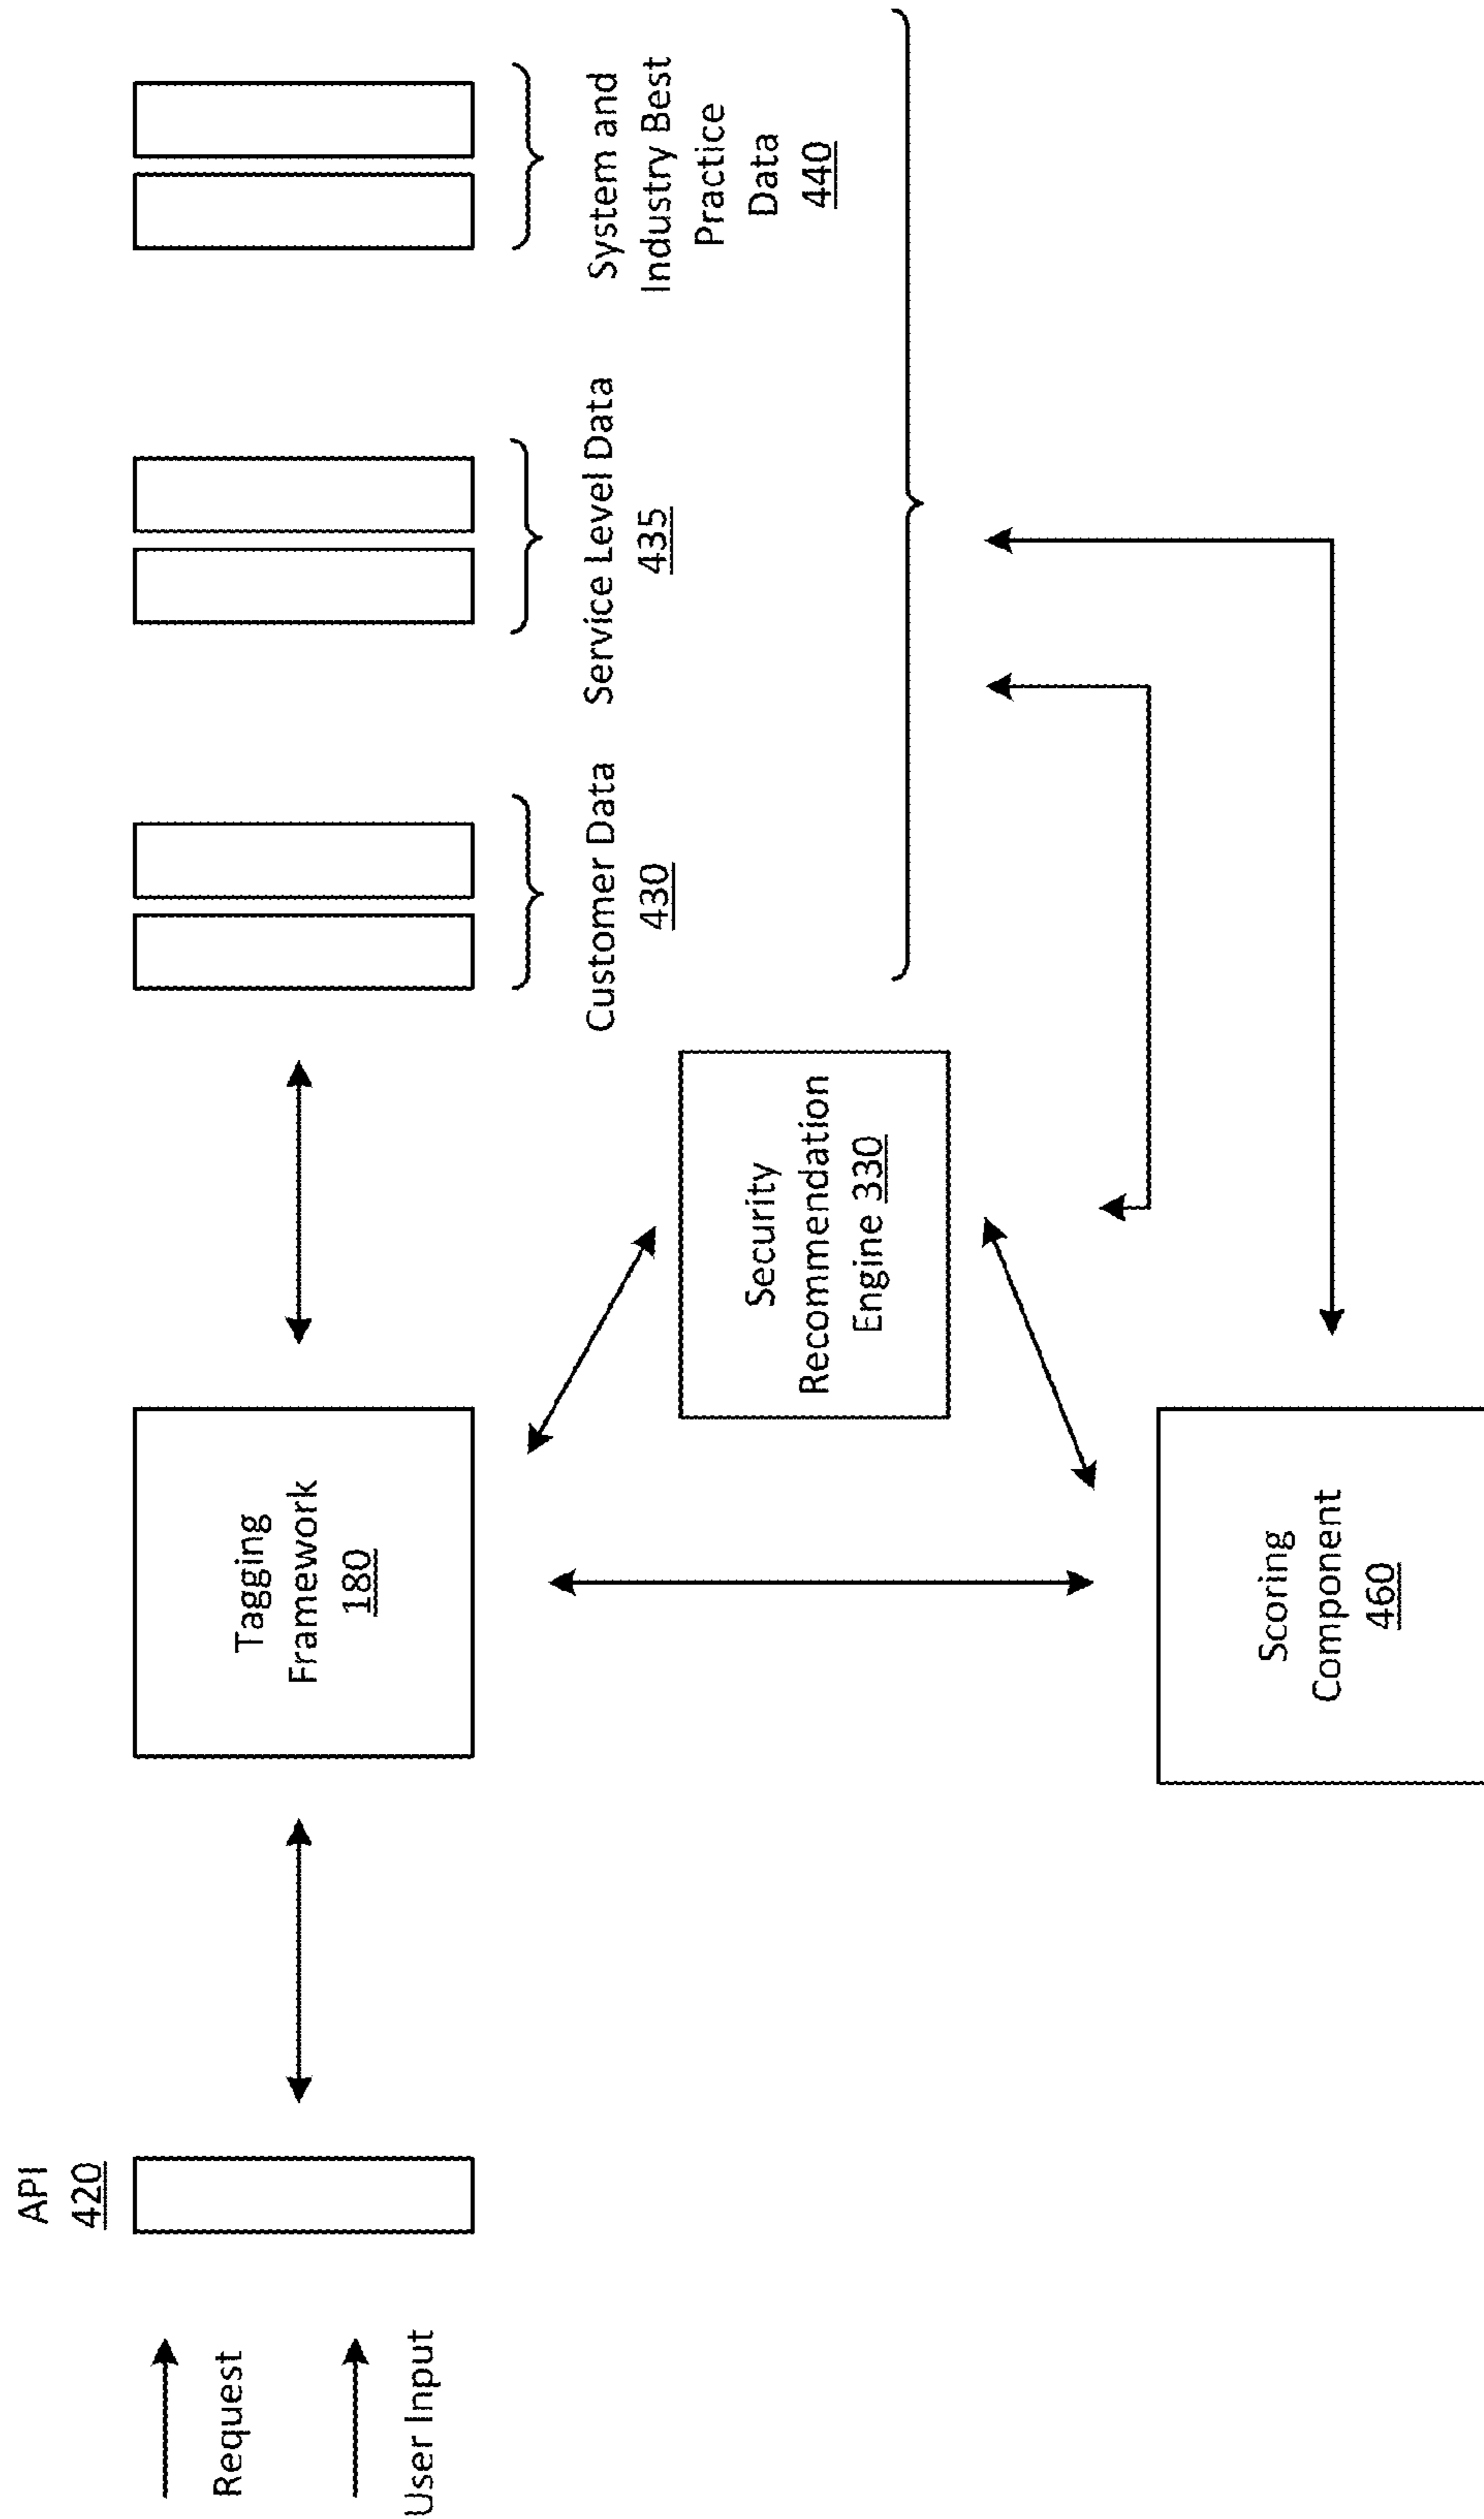 API
420
Request
User Input
Tagging
Framework
180
Customer Data
430
Service Level Data
435
System and
Industry Best
Practice
Data
440
Security
Recommendation
Engine 330
Scoring
Component
460